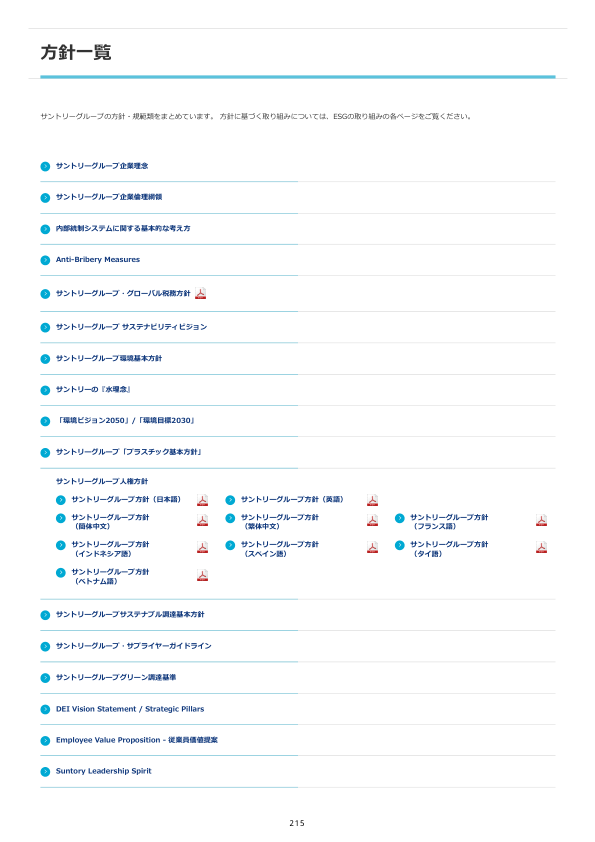 方針一覧
サントリーグループの方針・規範類をまとめています。 方針に基づく取り組みについては、ESGの取り組みの各ページをご覧ください。
サントリーグループ企業理念
サントリーグループ企業倫理綱領
内部統制システムに関する基本的な考え方
Anti-Bribery Measures
サントリーグループ・グローバル税務方針
サントリーグループ サステナビリティビジョン
サントリーグループ環境基本方針
サントリーの『水理念』
「環境ビジョン2050」/「環境目標2030」
サントリーグループ「プラスチック基本方針」
サントリーグループ人権方針
サントリーグループ方針（日本語） サントリーグループ方針（英語）
サントリーグループ方針 サントリーグループ方針 サントリーグループ方針
（簡体中文） （繁体中文） （フランス語）
サントリーグループ方針 サントリーグループ方針 サントリーグループ方針
（インドネシア語） （スペイン語） （タイ語）
サントリーグループ方針
（ベトナム語）
サントリーグループサステナブル調達基本方針
サントリーグループ・サプライヤーガイドライン
サントリーグループグリーン調達基準
DEI Vision Statement / Strategic Pillars
Employee Value Proposition – 従業員価値提案
Suntory Leadership Spirit
215